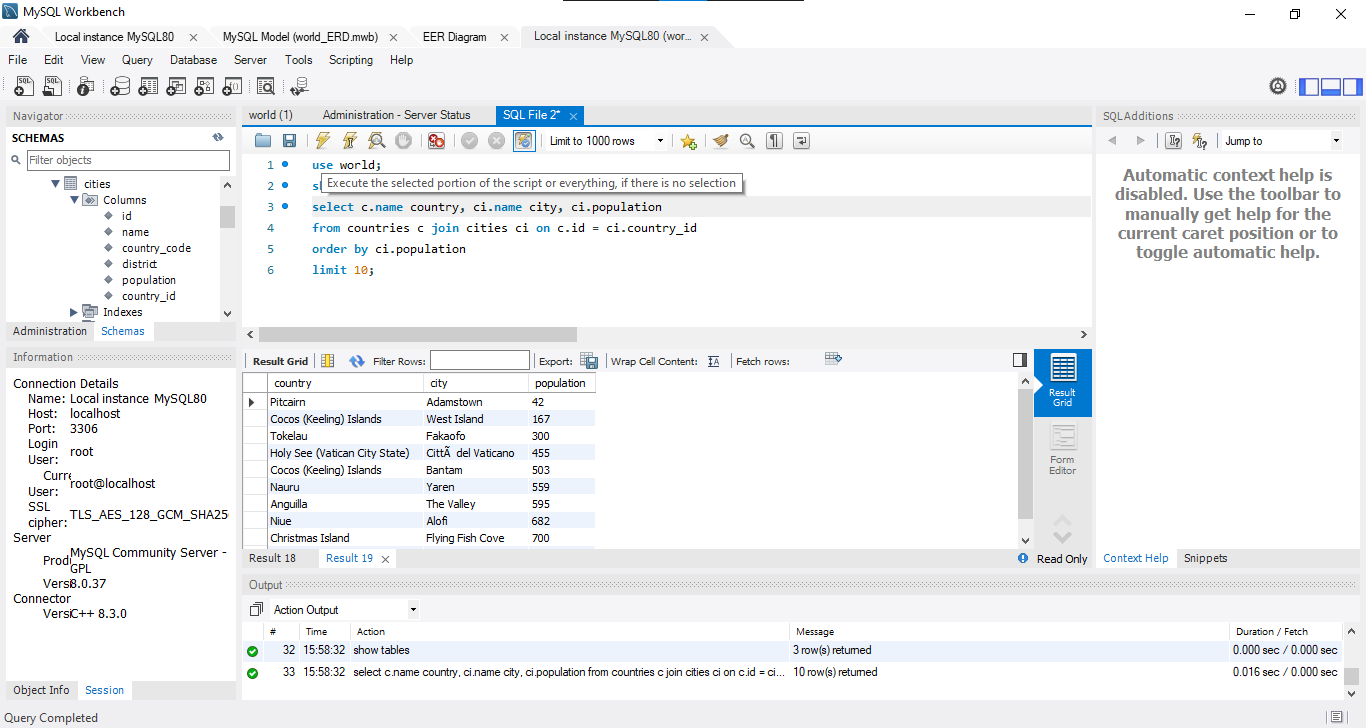 MySQL Workbench
Local instance MySQL80 MySQL Model (world_ERD.mwb) EER Diagram Local instance MySQL80 (wor...
File Edit View Query Database Server Tools Scripting Help
Navigator
SCHEMAS
Filter objects
cities
Columns
id
name
country_code
district
population
country_id
Indexes
Administration Schemas
Information
Connection Details
Name: Local instance MySQL80
Host: localhost
Port: 3306
Login
User: root
Curre
User: root@localhost
SSL
cipher: TLS_AES_128_GCM_SHA256
Server
Prod MySQL Community Server -
GPL
Versi 8.0.37
Connector
Versi C++ 8.3.0
Object Info Session
Query Completed
world (1) Administration - Server Status SQL File 2*
Limit to 1000 rows
1 use world;
2 s
Execute the selected portion of the script or everything, if there is no selection
3 select c.name country, ci.name city, ci.population
4 from countries c join cities ci on c.id = ci.country_id
5 order by ci.population
6 limit 10;
Result Grid Filter Rows: Export: Wrap Cell Content: Fetch rows:
country city population
Pitcairn Adamstown 42
Cocos (Keeling) Islands West Island 167
Tokelau Fakaofo 300
Holy See (Vatican City State) CittÃ del Vaticano 455
Cocos (Keeling) Islands Bantam 503
Nauru Yaren 559
Anguilla The Valley 595
Niue Alofi 682
Christmas Island Flying Fish Cove 700
Result
Grid
Form
Editor
Result 18 Result 19 Read Only
Output
Action Output
# Time Action Message Duration / Fetch
32 15:58:32 show tables 3 row(s) returned 0.000 sec / 0.000 sec
33 15:58:32 select c.name country, ci.name city, ci.population from countries c join cities ci on c.id = ci... 10 row(s) returned 0.016 sec / 0.000 sec
SQLAdditions
Jump to
Automatic context help is
disabled. Use the toolbar to
manually get help for the
current caret position or to
toggle automatic help.
Context Help Snippets